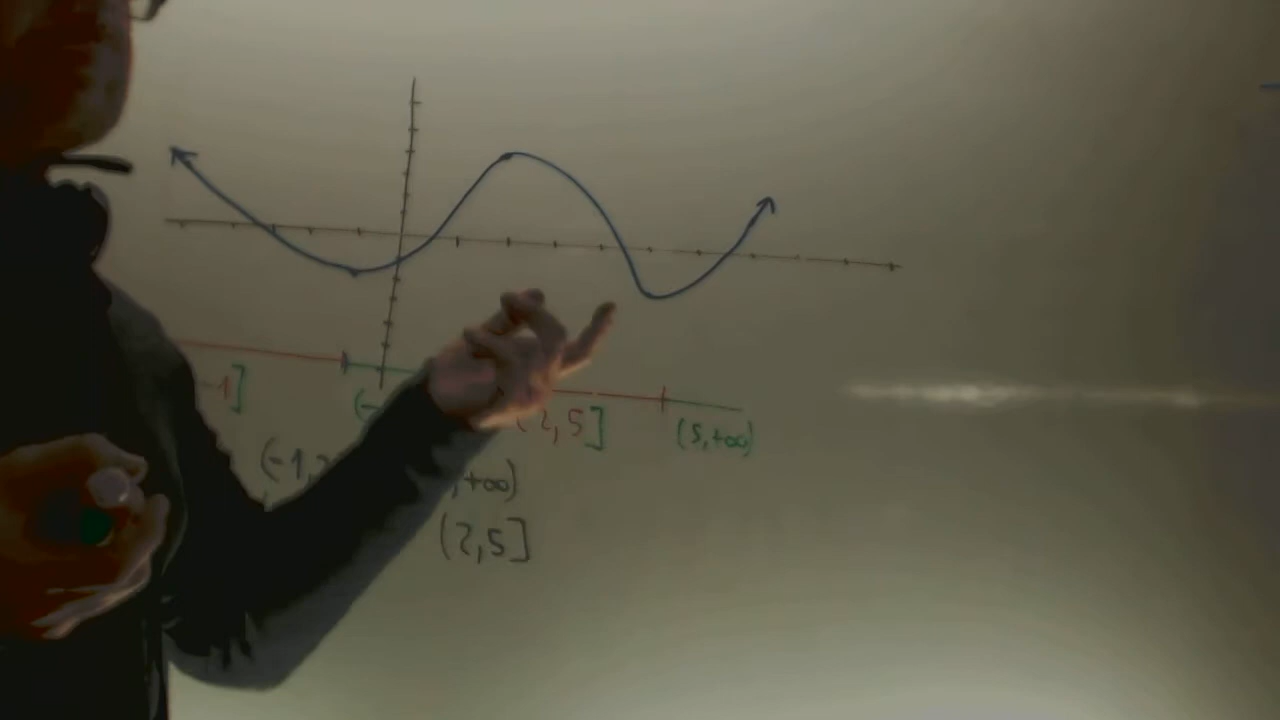 -1] (- (2,5] (5,+∞)
(-1, ,+∞)
(2,5]